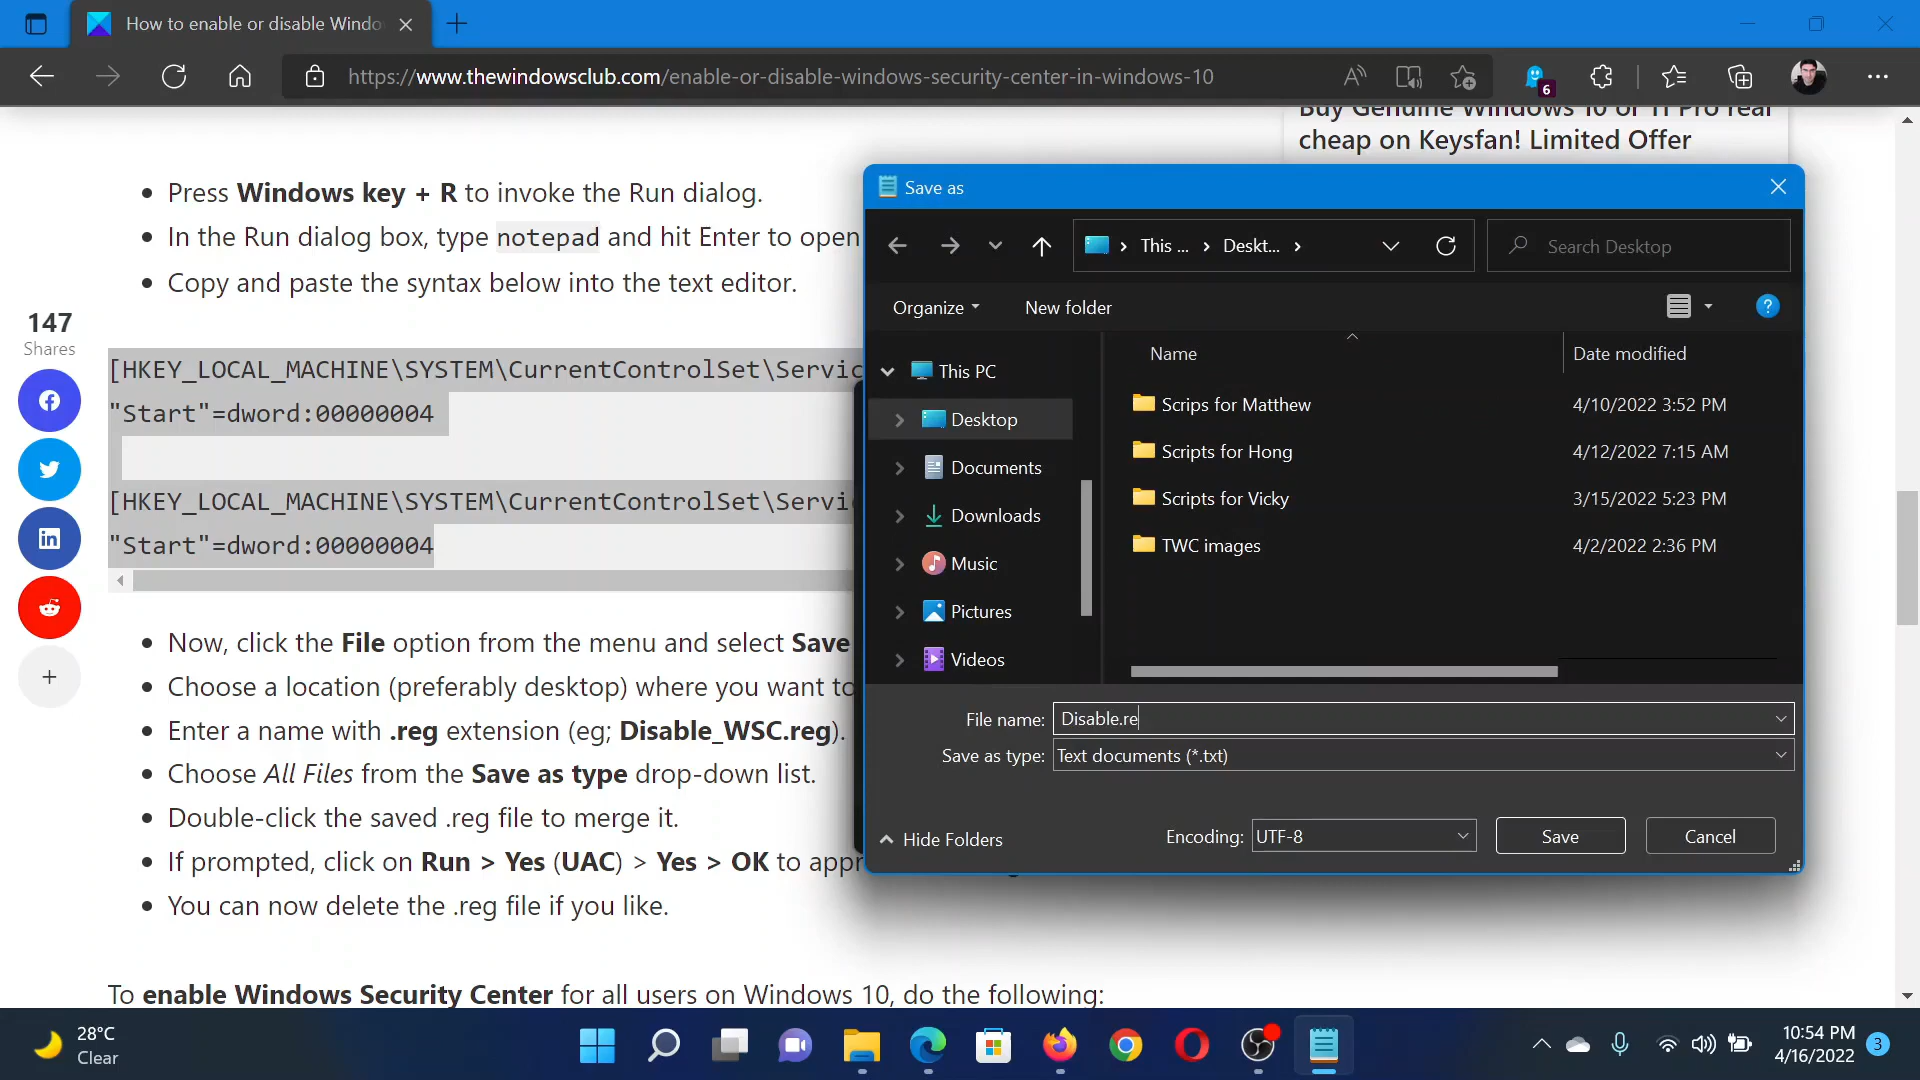 How to enable or disable Windo
https://www.thewindowsclub.com/enable-or-disable-windows-security-center-in-windows-10
6
Buy Genuine Windows 10 or 11 Pro real
cheap on Keysfan! Limited Offer
• Press Windows key + R to invoke the Run dialog.
• In the Run dialog box, type notepad and hit Enter to open
• Copy and paste the syntax below into the text editor.
147
Shares
[HKEY_LOCAL_MACHINE\SYSTEM\CurrentControlSet\Servic
"Start"=dword:00000004
[HKEY_LOCAL_MACHINE\SYSTEM\CurrentControlSet\Servic
"Start"=dword:00000004
• Now, click the File option from the menu and select Save
• Choose a location (preferably desktop) where you want to
• Enter a name with .reg extension (eg; Disable_WSC.reg).
• Choose All Files from the Save as type drop-down list.
• Double-click the saved .reg file to merge it.
• If prompted, click on Run > Yes (UAC) > Yes > OK to appr
• You can now delete the .reg file if you like.
To enable Windows Security Center for all users on Windows 10, do the following:
Save as
This ... > Deskt... >
Search Desktop
Organize
New folder
Name
Date modified
This PC
Desktop
Documents
Downloads
Music
Pictures
Videos
Scrips for Matthew 4/10/2022 3:52 PM
Scripts for Hong 4/12/2022 7:15 AM
Scripts for Vicky 3/15/2022 5:23 PM
TWC images 4/2/2022 2:36 PM
File name: Disable.re
Save as type: Text documents (*.txt)
Hide Folders
Encoding: UTF-8
Save
Cancel
28°C
Clear
10:54 PM
4/16/2022
3